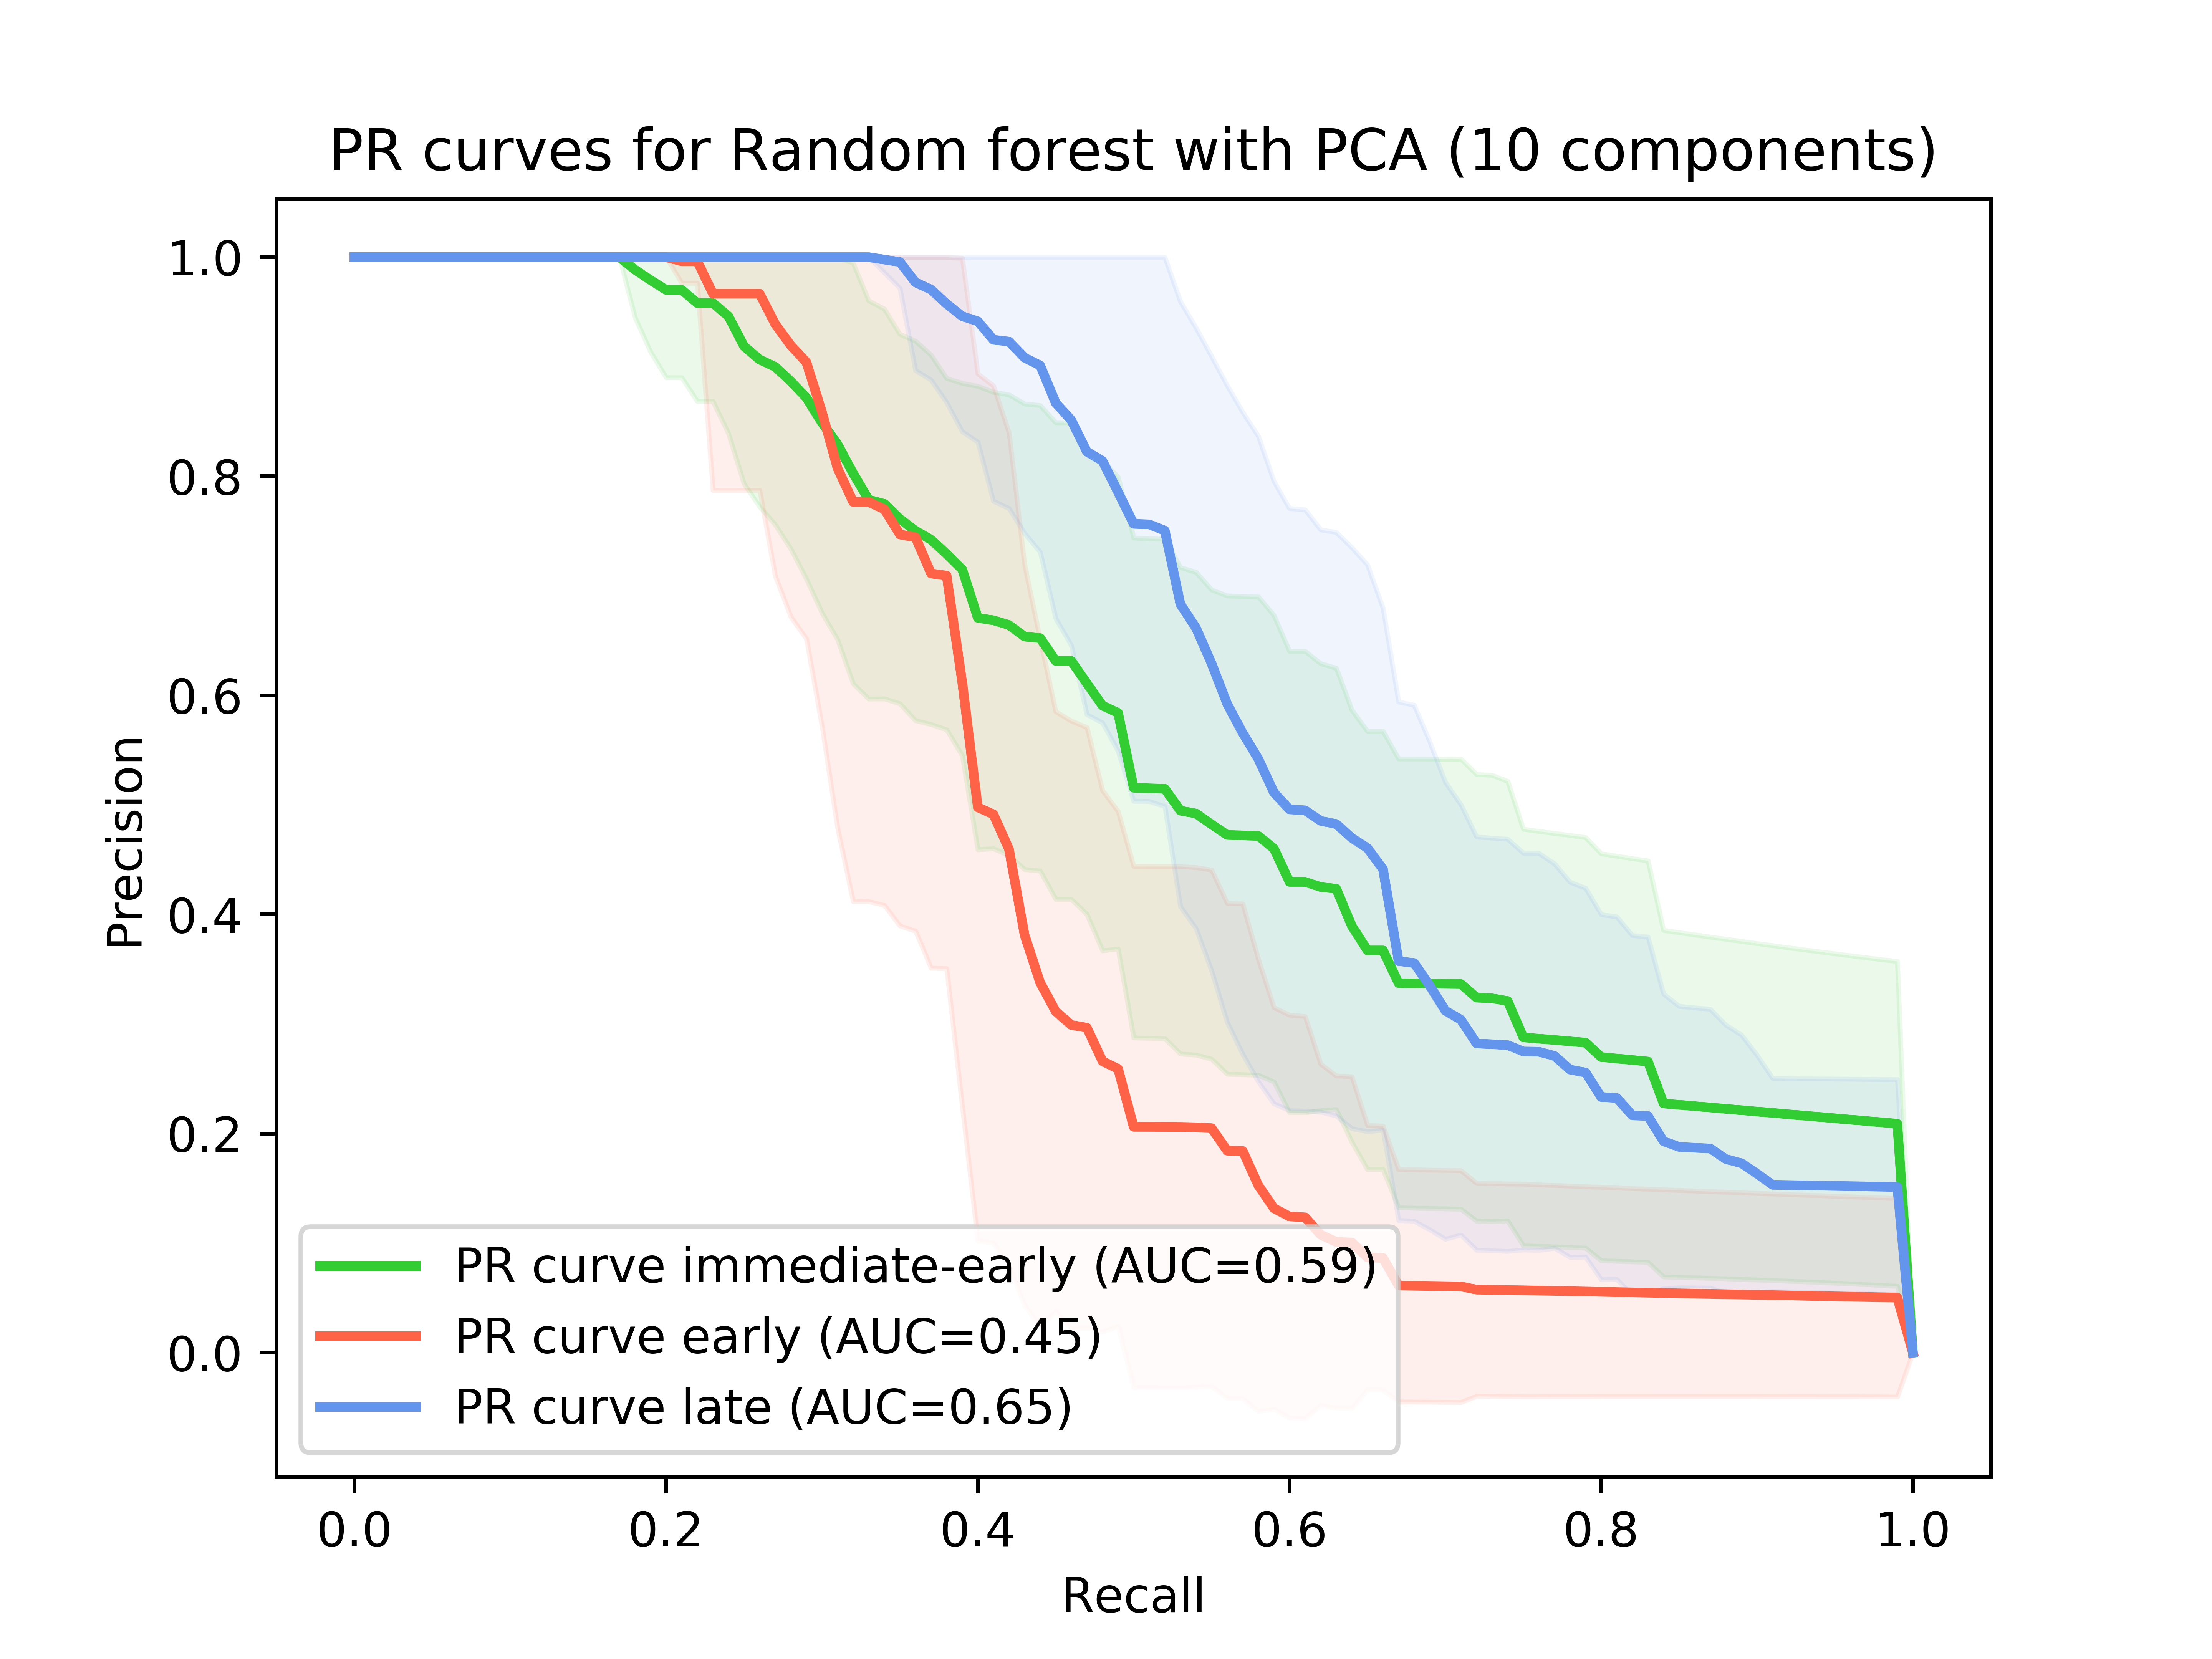 PR curves for Random forest with PCA (10 components)
1.0
0.8
0.6
0.4
0.2
0.0
Precision
PR curve immediate-early (AUC=0.59)
PR curve early (AUC=0.45)
PR curve late (AUC=0.65)
0.0 0.2 0.4 0.6 0.8 1.0
Recall